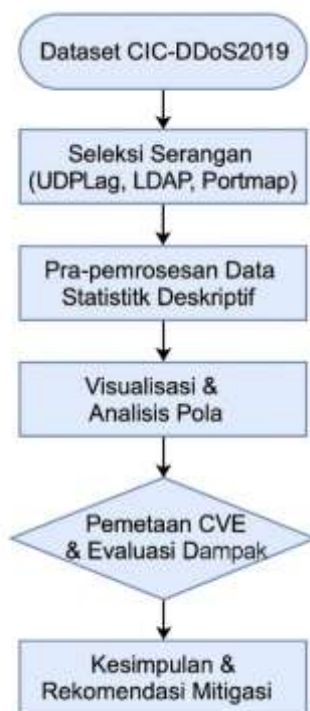 Dataset CIC-DDoS2019
Seleksi Serangan
(UDPLag, LDAP, Portmap)
Pra-pemrosesan Data
Statistitk Deskriptif
Visualisasi &
Analisis Pola
Pemetaan CVE
& Evaluasi Dampak
Kesimpulan &
Rekomendasi Mitigasi